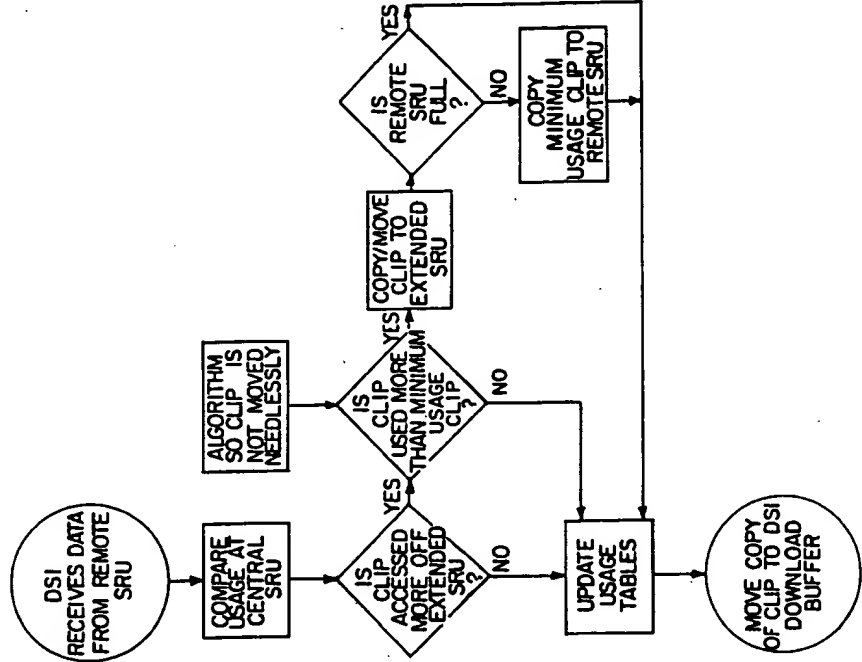 DSI
RECEIVES DATA
FROM REMOTE
SRU
COMPARE
USAGE AT
CENTRAL
SRU
IS
CLIP
ACCESSED
MORE OFF
EXTENDED
SRU
?
YES
NO
ALGORITHM
SO CLIP IS
NOT MOVED
NEEDLESSLY
IS
CLIP
USED MORE
THAN MINIMUM
USAGE
CLIP
?
YES
NO
COPY/MOVE
CLIP TO
EXTENDED
SRU
IS
REMOTE
SRU
FULL
?
YES
NO
COPY
MINIMUM
USAGE CLIP TO
REMOTE SRU
UPDATE
USAGE
TABLES
MOVE COPY
OF CLIP TO DSI
DOWNLOAD
BUFFER